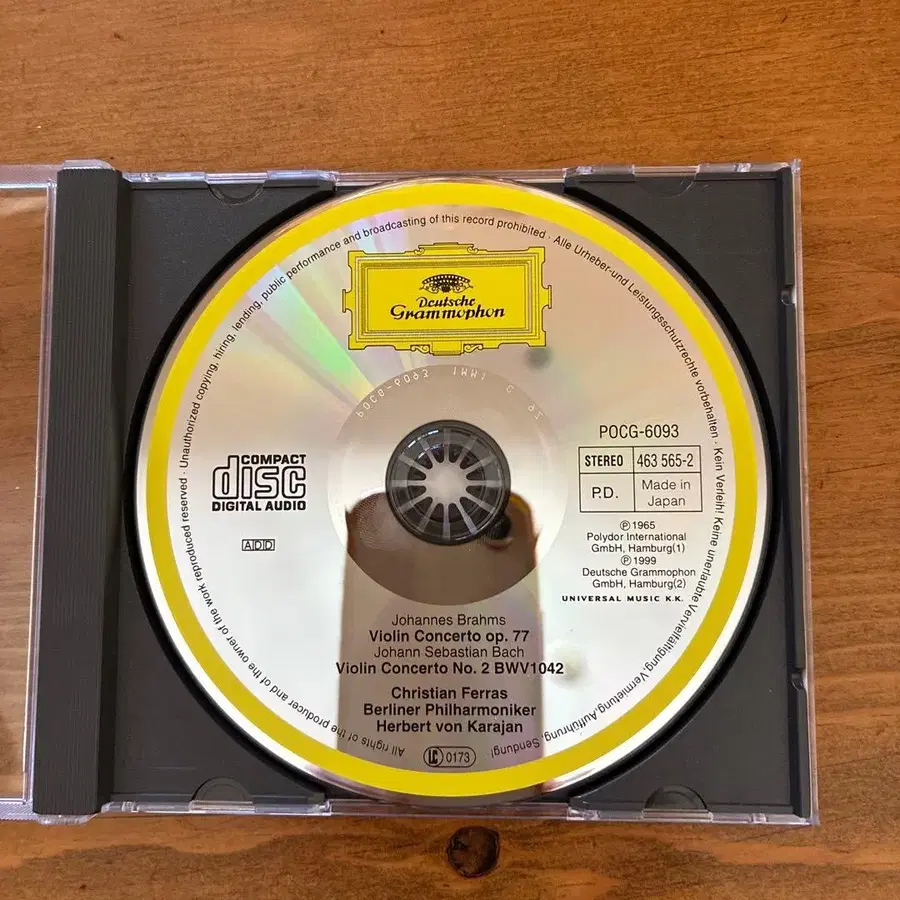 Unauthorized copying, hiring, lending, public performance and broadcasting of this record prohibited · Alle Urheber-und Leistungsschutzrechte vorbehalten · Kein Verleih! Keine unerlaubte Vervielfältigung, Vermietung, Aufführung, Sendung!
Deutsche
Grammophon
POCG-6093
COMPACT
disc
DIGITAL AUDIO
STEREO
463 565-2
P.D.
Made in
Japan
ADD
℗ 1965
Polydor International
GmbH, Hamburg(1)
℗ 1999
Deutsche Grammophon
GmbH, Hamburg(2)
UNIVERSAL MUSIC K.K.
Johannes Brahms
Violin Concerto op. 77
Johann Sebastian Bach
Violin Concerto No. 2 BWV1042
Christian Ferras
Berliner Philharmoniker
Herbert von Karajan
LC 0173
All rights of the producer and of the owner of the work reproduced reserved ·